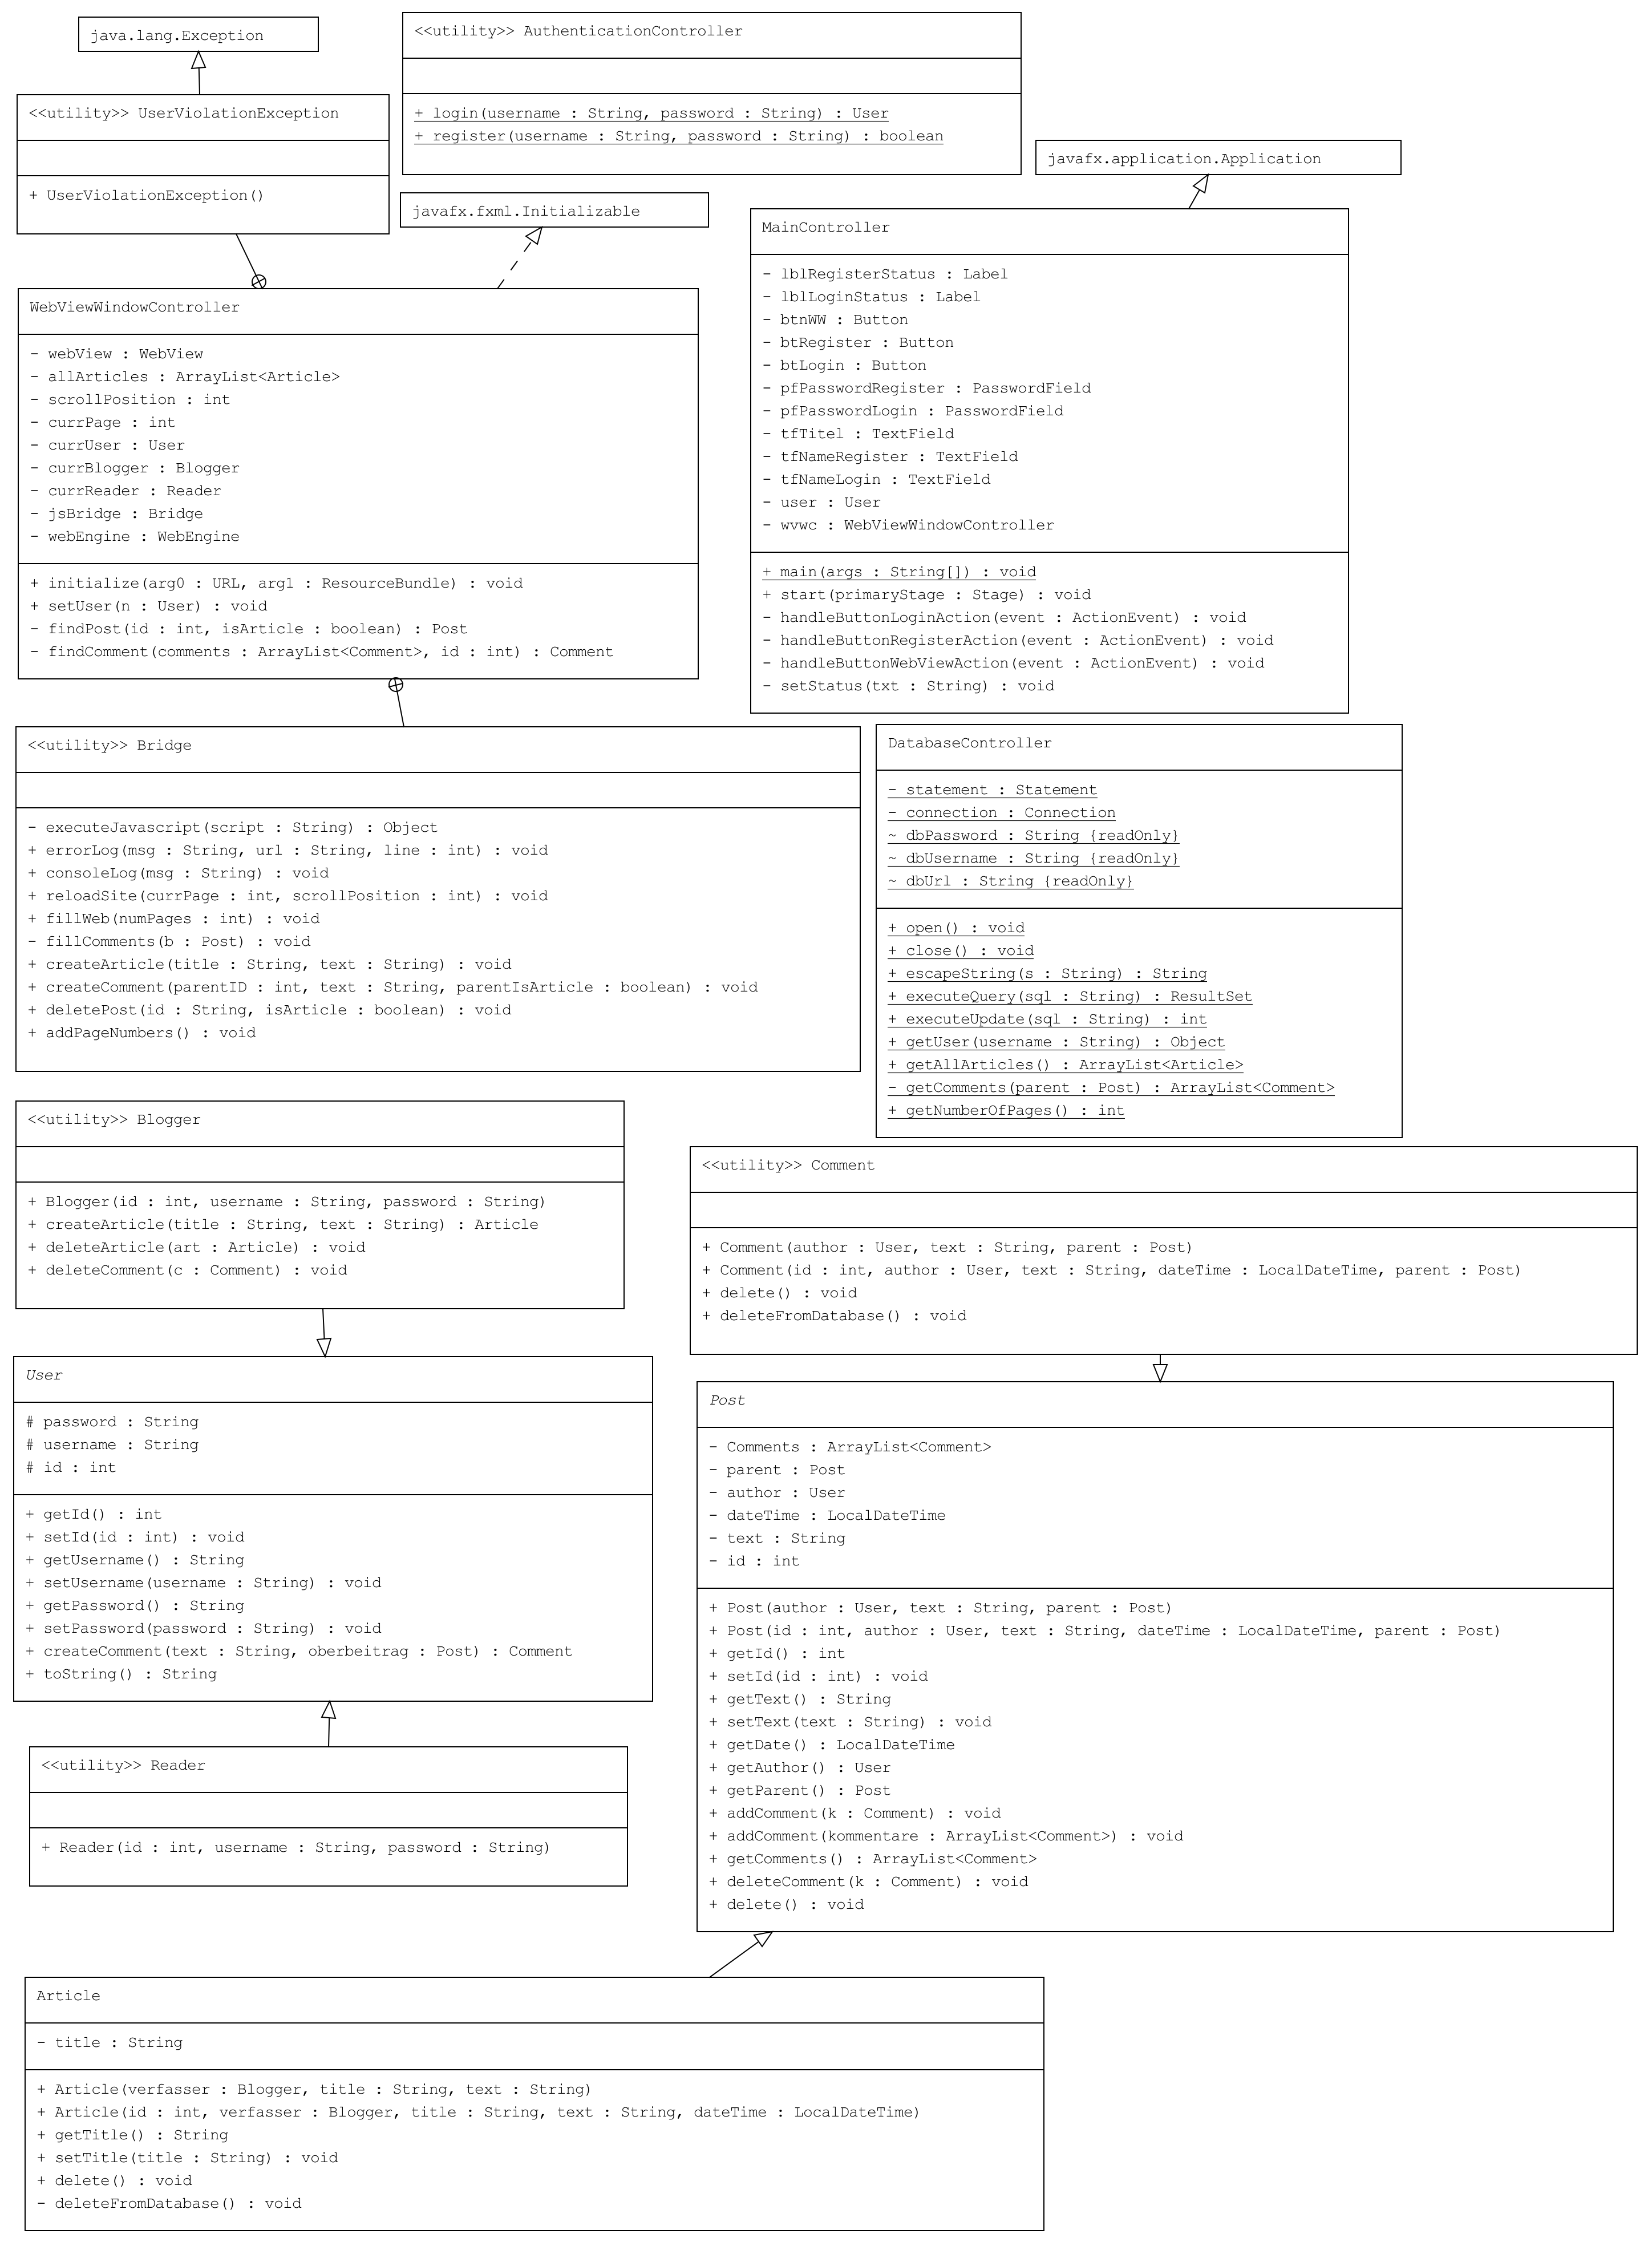 java.lang.Exception
<<utility>> UserViolationException
+ UserViolationException()
<<utility>> AuthenticationController
+ login(username : String, password : String) : User
+ register(username : String, password : String) : boolean
javafx.fxml.Initializable
javafx.application.Application
WebViewWindowController
- webView : WebView
- allArticles : ArrayList<Article>
- scrollPosition : int
- currPage : int
- currUser : User
- currBlogger : Blogger
- currReader : Reader
- jsBridge : Bridge
- webEngine : WebEngine
+ initialize(arg0 : URL, arg1 : ResourceBundle) : void
+ setUser(n : User) : void
- findPost(id : int, isArticle : boolean) : Post
- findComment(comments : ArrayList<Comment>, id : int) : Comment
MainController
- lblRegisterStatus : Label
- lblLoginStatus : Label
- btnWW : Button
- btRegister : Button
- btLogin : Button
- pfPasswordRegister : PasswordField
- pfPasswordLogin : PasswordField
- tfTitel : TextField
- tfNameRegister : TextField
- tfNameLogin : TextField
- user : User
- wvwc : WebViewWindowController
+ main(args : String[]) : void
+ start(primaryStage : Stage) : void
- handleButtonLoginAction(event : ActionEvent) : void
- handleButtonRegisterAction(event : ActionEvent) : void
- handleButtonWebViewAction(event : ActionEvent) : void
- setStatus(txt : String) : void
<<utility>> Bridge
- executeJavascript(script : String) : Object
+ errorLog(msg : String, url : String, line : int) : void
+ consoleLog(msg : String) : void
+ reloadSite(currPage : int, scrollPosition : int) : void
+ fillWeb(numPages : int) : void
- fillComments(b : Post) : void
+ createArticle(title : String, text : String) : void
+ createComment(parentID : int, text : String, parentIsArticle : boolean) : void
+ deletePost(id : String, isArticle : boolean) : void
+ addPageNumbers() : void
DatabaseController
- statement : Statement
- connection : Connection
~ dbPassword : String {readOnly}
~ dbUsername : String {readOnly}
~ dbUrl : String {readOnly}
+ open() : void
+ close() : void
+ escapeString(s : String) : String
+ executeQuery(sql : String) : ResultSet
+ executeUpdate(sql : String) : int
+ getUser(username : String) : Object
+ getAllArticles() : ArrayList<Article>
- getComments(parent : Post) : ArrayList<Comment>
+ getNumberOfPages() : int
<<utility>> Blogger
+ Blogger(id : int, username : String, password : String)
+ createArticle(title : String, text : String) : Article
+ deleteArticle(art : Article) : void
+ deleteComment(c : Comment) : void
<<utility>> Comment
+ Comment(author : User, text : String, parent : Post)
+ Comment(id : int, author : User, text : String, dateTime : LocalDateTime, parent : Post)
+ delete() : void
+ deleteFromDatabase() : void
User
# password : String
# username : String
# id : int
+ getId() : int
+ setId(id : int) : void
+ getUsername() : String
+ setUsername(username : String) : void
+ getPassword() : String
+ setPassword(password : String) : void
+ createComment(text : String, oberbeitrag : Post) : Comment
+ toString() : String
Post
- Comments : ArrayList<Comment>
- parent : Post
- author : User
- dateTime : LocalDateTime
- text : String
- id : int
+ Post(author : User, text : String, parent : Post)
+ Post(id : int, author : User, text : String, dateTime : LocalDateTime, parent : Post)
+ getId() : int
+ setId(id : int) : void
+ getText() : String
+ setText(text : String) : void
+ getDate() : LocalDateTime
+ getAuthor() : User
+ getParent() : Post
+ addComment(k : Comment) : void
+ addComment(kommentare : ArrayList<Comment>) : void
+ getComments() : ArrayList<Comment>
+ deleteComment(k : Comment) : void
+ delete() : void
<<utility>> Reader
+ Reader(id : int, username : String, password : String)
Article
- title : String
+ Article(verfasser : Blogger, title : String, text : String)
+ Article(id : int, verfasser : Blogger, title : String, text : String, dateTime : LocalDateTime)
+ getTitle() : String
+ setTitle(title : String) : void
+ delete() : void
- deleteFromDatabase() : void